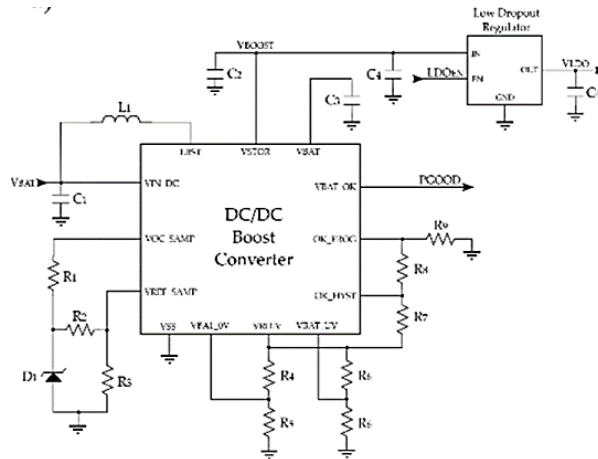 Low Dropout
Regulator
VBOOST
IN
C2
C4
LDOEN
EN
OUT
VLDO
C3
GND
L1
LBST
VSTOR
VBAT
VBAT
VIN_DC
VBAT_OK
PGOOD
C1
DC/DC
Boost
Converter
VOC_SAMP
OK_PROG
R9
R1
R8
VREF_SAMP
OK_HYST
R2
R7
VSS
VBAT_OV
VBAT_UV
D1
R3
R4
R6
R5
R6